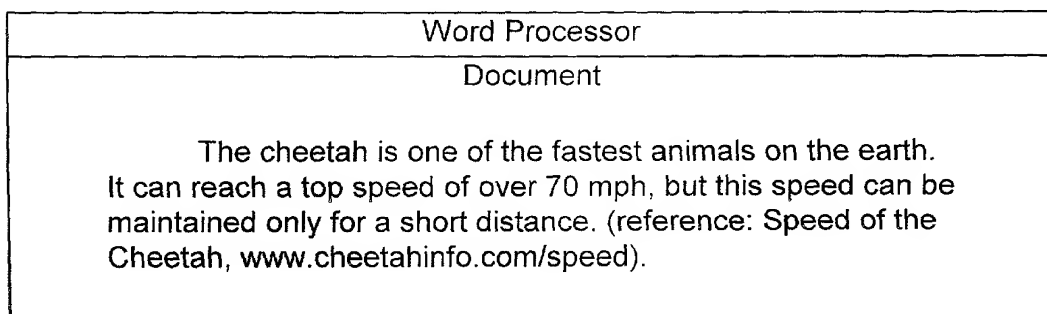 Word Processor
Document
The cheetah is one of the fastest animals on the earth.
It can reach a top speed of over 70 mph, but this speed can be
maintained only for a short distance. (reference: Speed of the
Cheetah, www.cheetahinfo.com/speed).